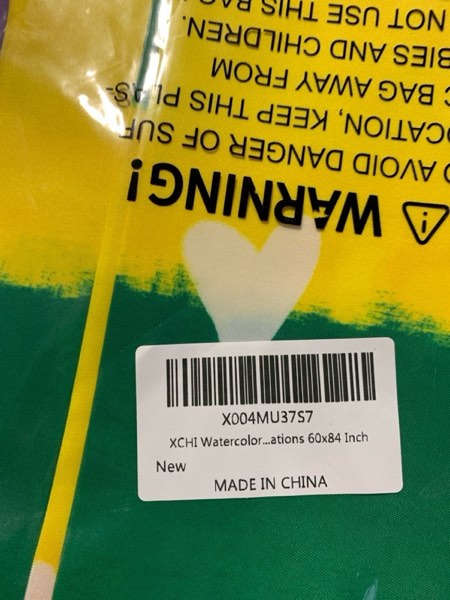 WARNING!
AVOID DANGER OF SUF-
OCATION, KEEP THIS PLAS-
BAG AWAY FROM
BIES AND CHILDREN.
NOT USE THIS BAG
X004MU37S7
XCHI Watercolor...ations 60x84 Inch
New
MADE IN CHINA